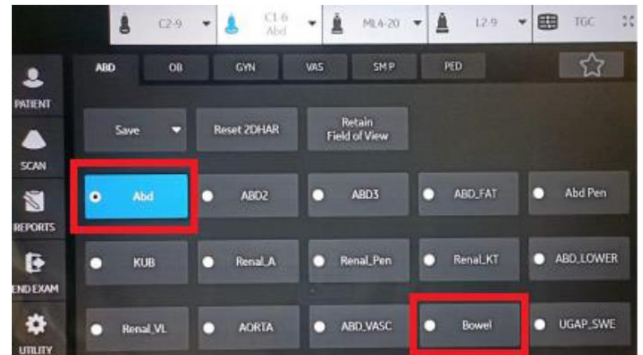 C2-9 C1-6 ML4-20 L2-9 TGC
Abd
ABD OB GYN VAS SMP PED
PATIENT
Save Reset 2DHAR Retain
Field of View
SCAN
Abd ABD2 ABD3 ABD_FAT Abd Pen
REPORTS
KUB Renal_A Renal_Pen Renal_KT ABD_LOWER
END EXAM
Renal_VL AORTA ABD_VASC Bowel UGAP_SWE
UTILITY